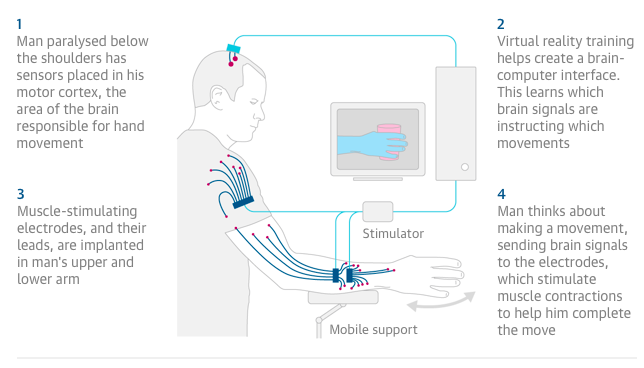 1
Man paralysed below
the shoulders has
sensors placed in his
motor cortex, the
area of the brain
responsible for hand
movement
2
Virtual reality training
helps create a brain-
computer interface.
This learns which
brain signals are
instructing which
movements
3
Muscle-stimulating
electrodes, and their
leads, are implanted
in man's upper and
lower arm
Stimulator
Mobile support
4
Man thinks about
making a movement,
sending brain signals
to the electrodes,
which stimulate
muscle contractions
to help him complete
the move